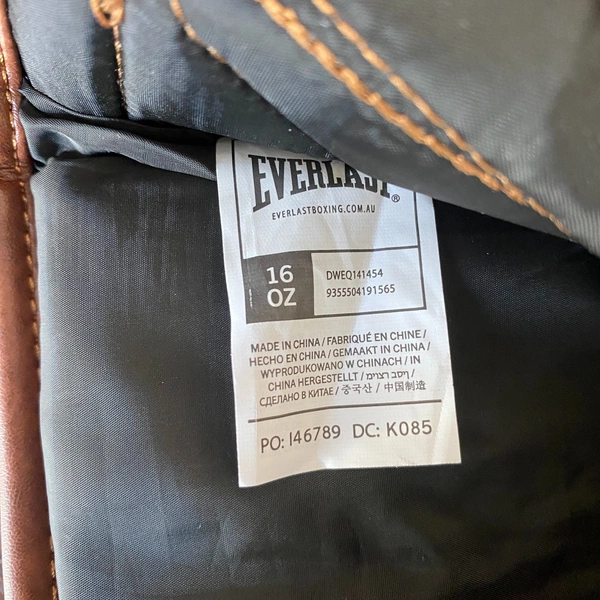 EVERLAST®
EVERLASTBOXING.COM.AU
16 OZ
DWEQ141454
9355504191565
MADE IN CHINA / FABRIQUÉ EN CHINE /
HECHO EN CHINA / GEMAAKT IN CHINA /
WYPRODUKOWANO W CHINACH / IN
CHINA HERGESTELLT / מיוצר בסין /
СДЕЛАНО В КИТАЕ / 중국산 / 中国制造
PO: 146789 DC: K085